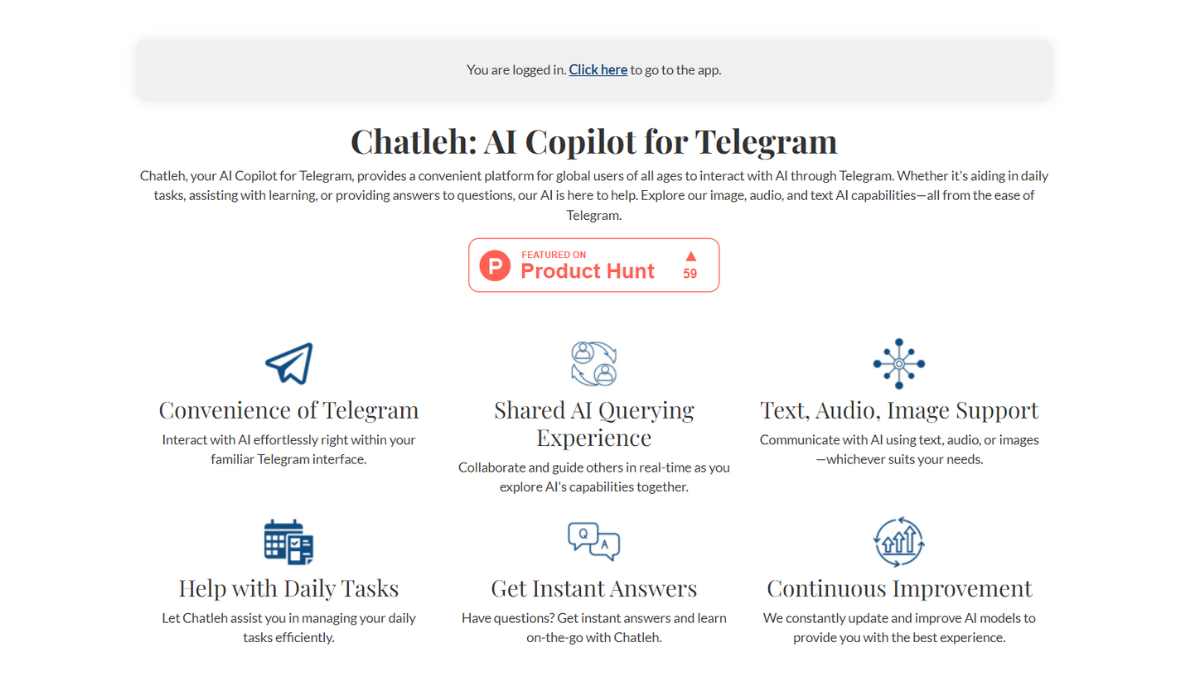 You are logged in. Click here to go to the app.
Chatleh: AI Copilot for Telegram
Chatleh, your AI Copilot for Telegram, provides a convenient platform for global users of all ages to interact with AI through Telegram. Whether it's aiding in daily
tasks, assisting with learning, or providing answers to questions, our AI is here to help. Explore our image, audio, and text AI capabilities—all from the ease of
Telegram.
P
FEATURED ON
Product Hunt
▲
59
Convenience of Telegram
Interact with AI effortlessly right within your
familiar Telegram interface.
Shared AI Querying
Experience
Collaborate and guide others in real-time as you
explore AI's capabilities together.
Text, Audio, Image Support
Communicate with AI using text, audio, or images
—whichever suits your needs.
Help with Daily Tasks
Let Chatleh assist you in managing your daily
tasks efficiently.
Q
A
Get Instant Answers
Have questions? Get instant answers and learn
on-the-go with Chatleh.
Continuous Improvement
We constantly update and improve AI models to
provide you with the best experience.